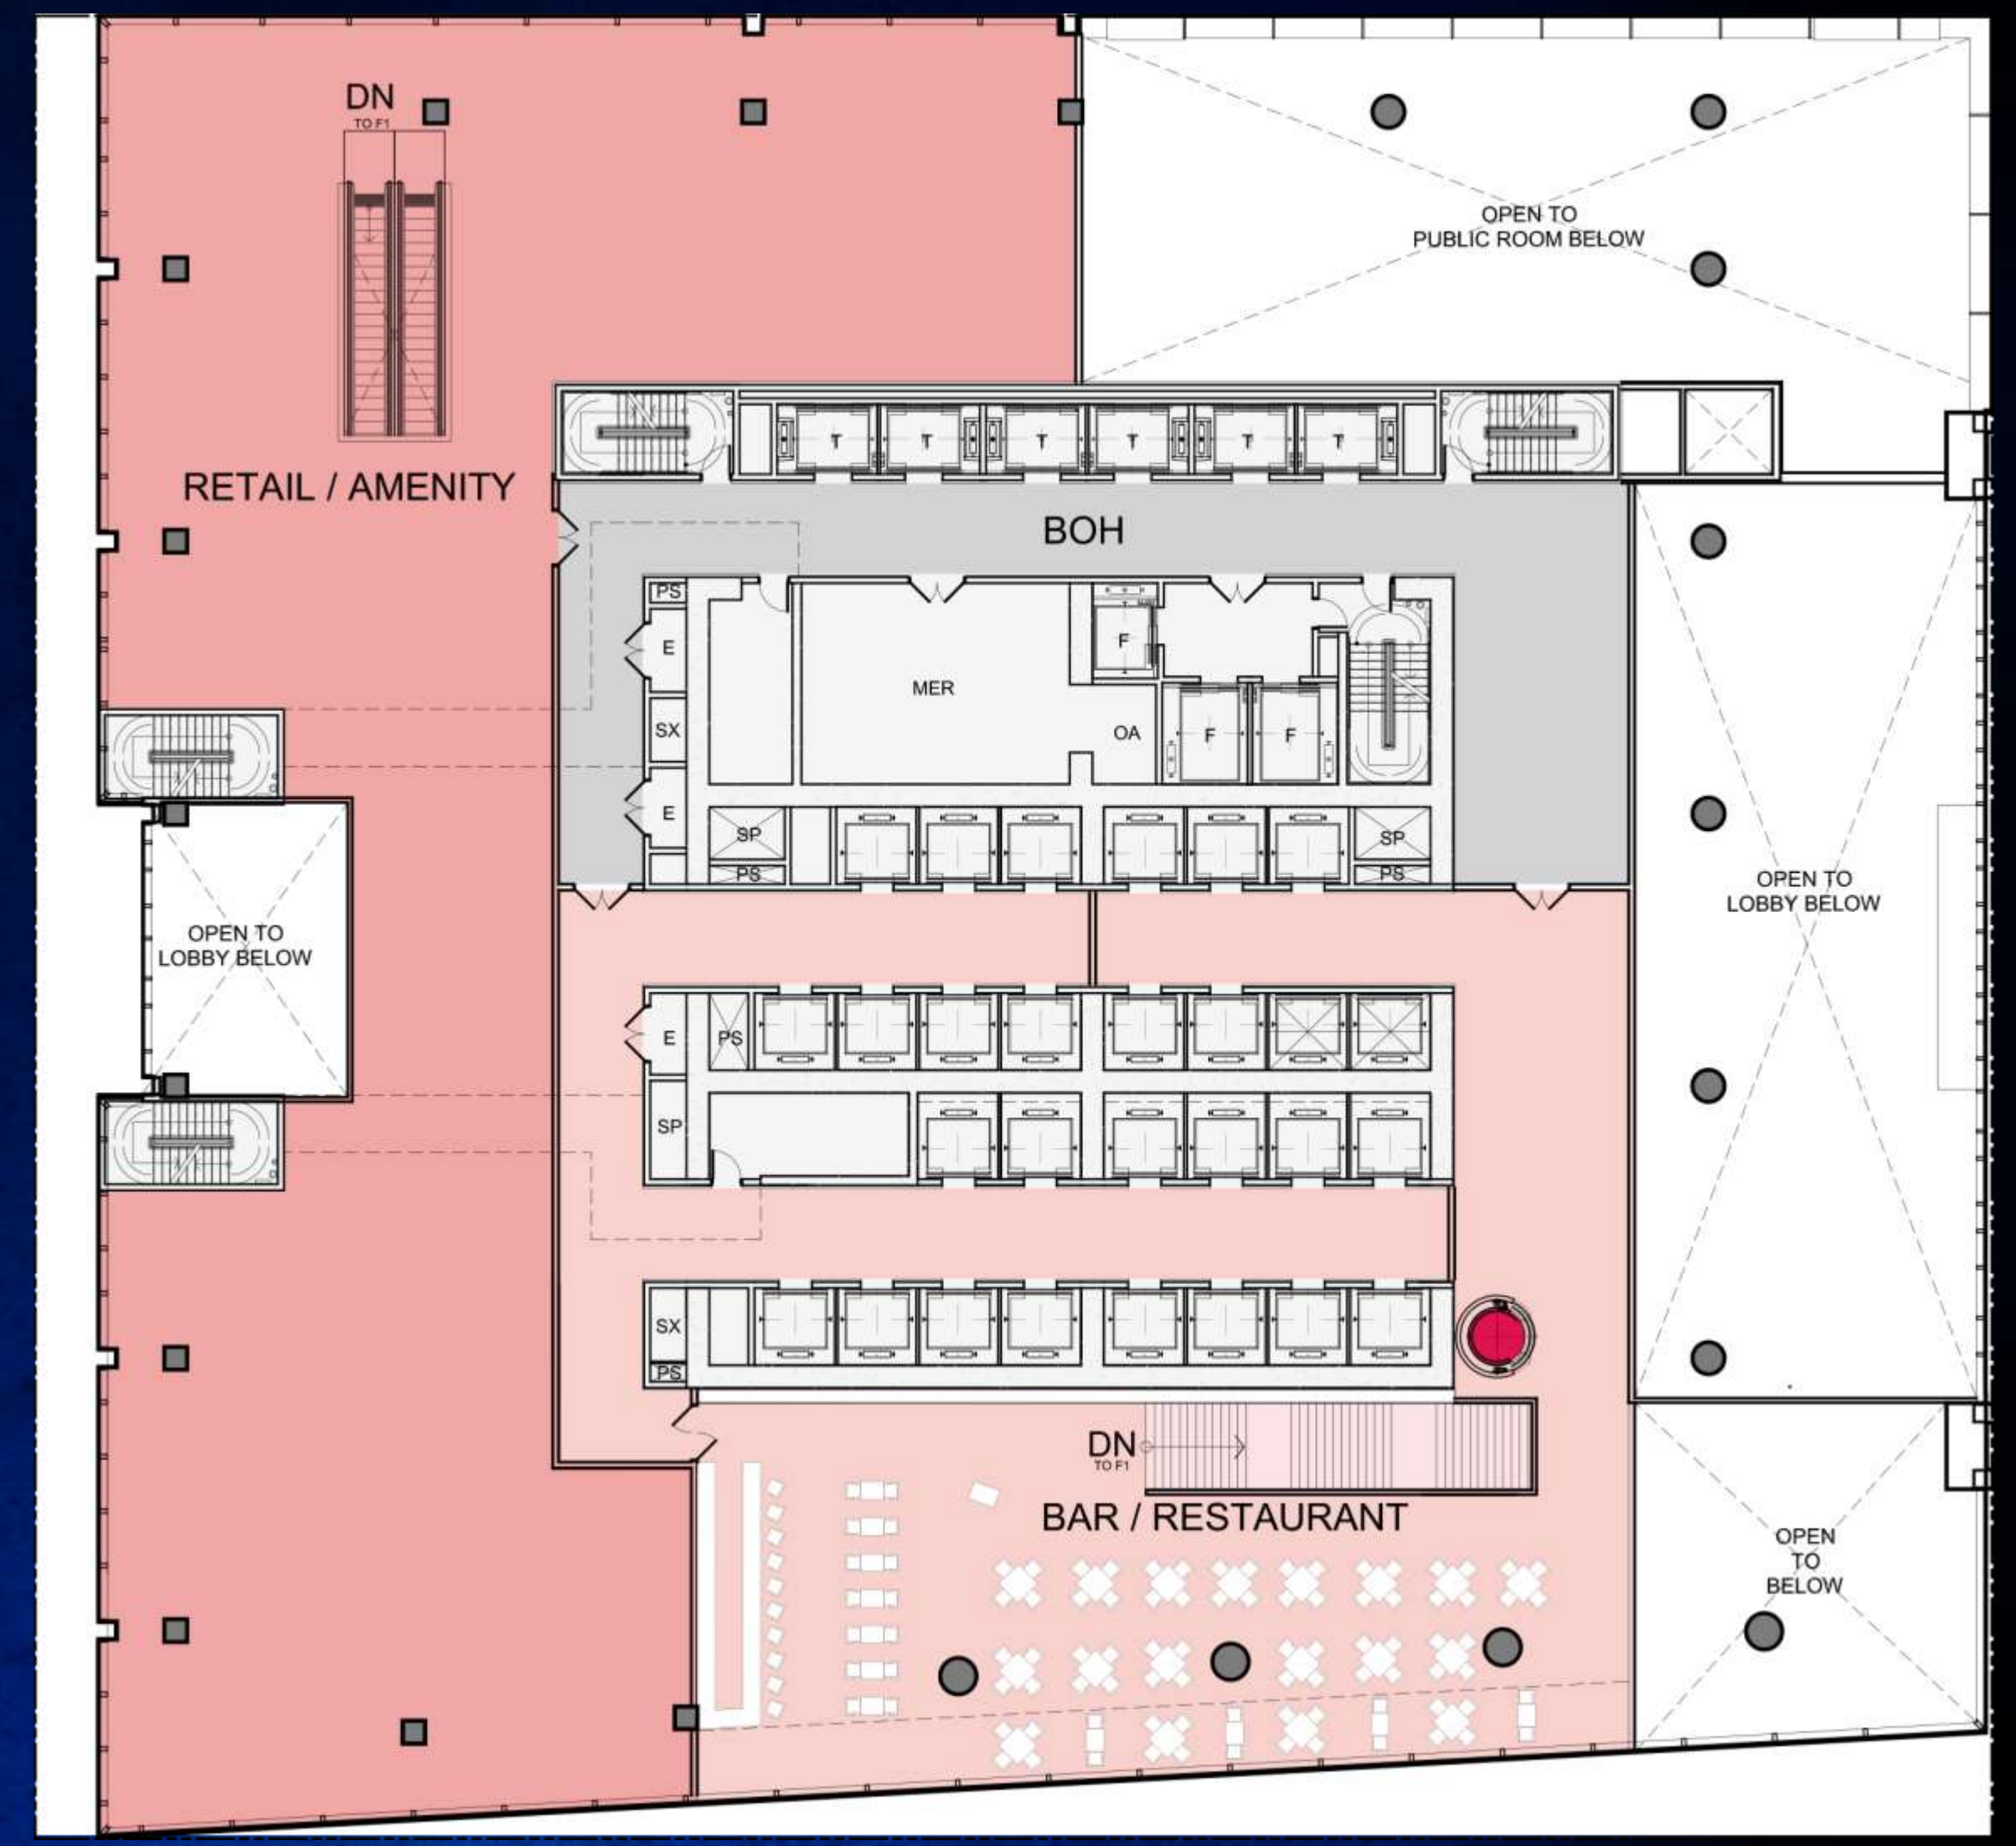 DN
TO F1
OPEN TO
PUBLIC ROOM BELOW
T
T
T
T
T
T
RETAIL / AMENITY
BOH
PS
E
F
MER
SX
OA
F
F
E
SP
SP
PS
PS
OPEN TO
LOBBY BELOW
OPEN TO
LOBBY BELOW
E
PS
SP
SX
PS
DN
TO F1
BAR / RESTAURANT
OPEN
TO
BELOW